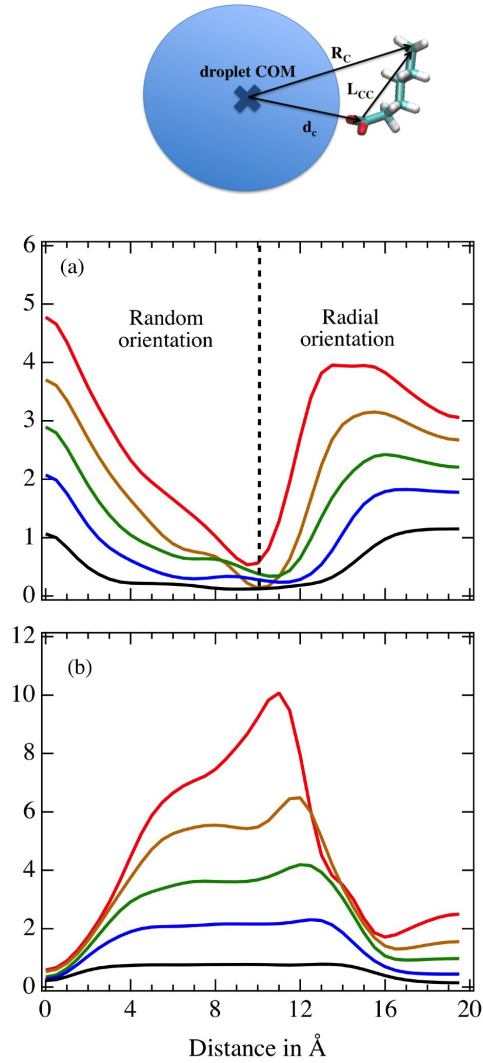 R_C
droplet COM
L_CC
d_c
6
(a)
Random orientation
Radial orientation
5
4
3
2
1
0
12
(b)
10
8
6
4
2
0
0 4 8 12 16 20
Distance in Å